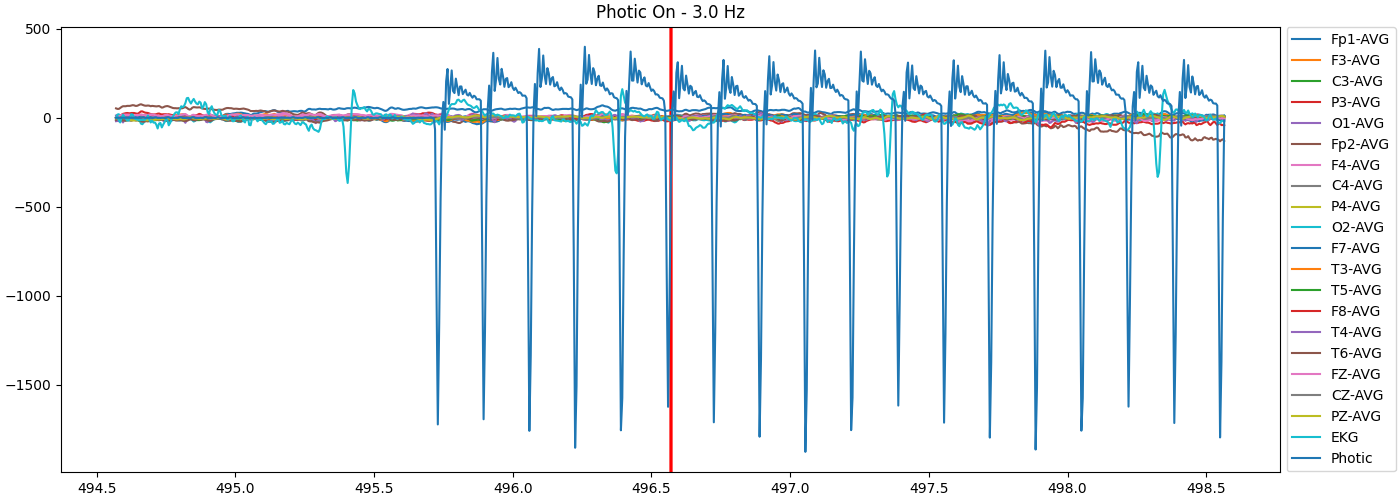 Photic On - 3.0 Hz
500
0
−500
−1000
−1500
494.5 495.0 495.5 496.0 496.5 497.0 497.5 498.0 498.5
Fp1-AVG
F3-AVG
C3-AVG
P3-AVG
O1-AVG
Fp2-AVG
F4-AVG
C4-AVG
P4-AVG
O2-AVG
F7-AVG
T3-AVG
T5-AVG
F8-AVG
T4-AVG
T6-AVG
FZ-AVG
CZ-AVG
PZ-AVG
EKG
Photic